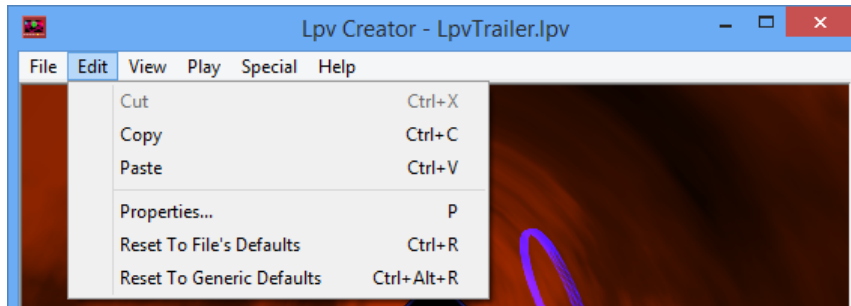 Lpv Creator - LpvTrailer.lpv
File Edit View Play Special Help
Cut Ctrl+X
Copy Ctrl+C
Paste Ctrl+V
Properties... P
Reset To File's Defaults Ctrl+R
Reset To Generic Defaults Ctrl+Alt+R